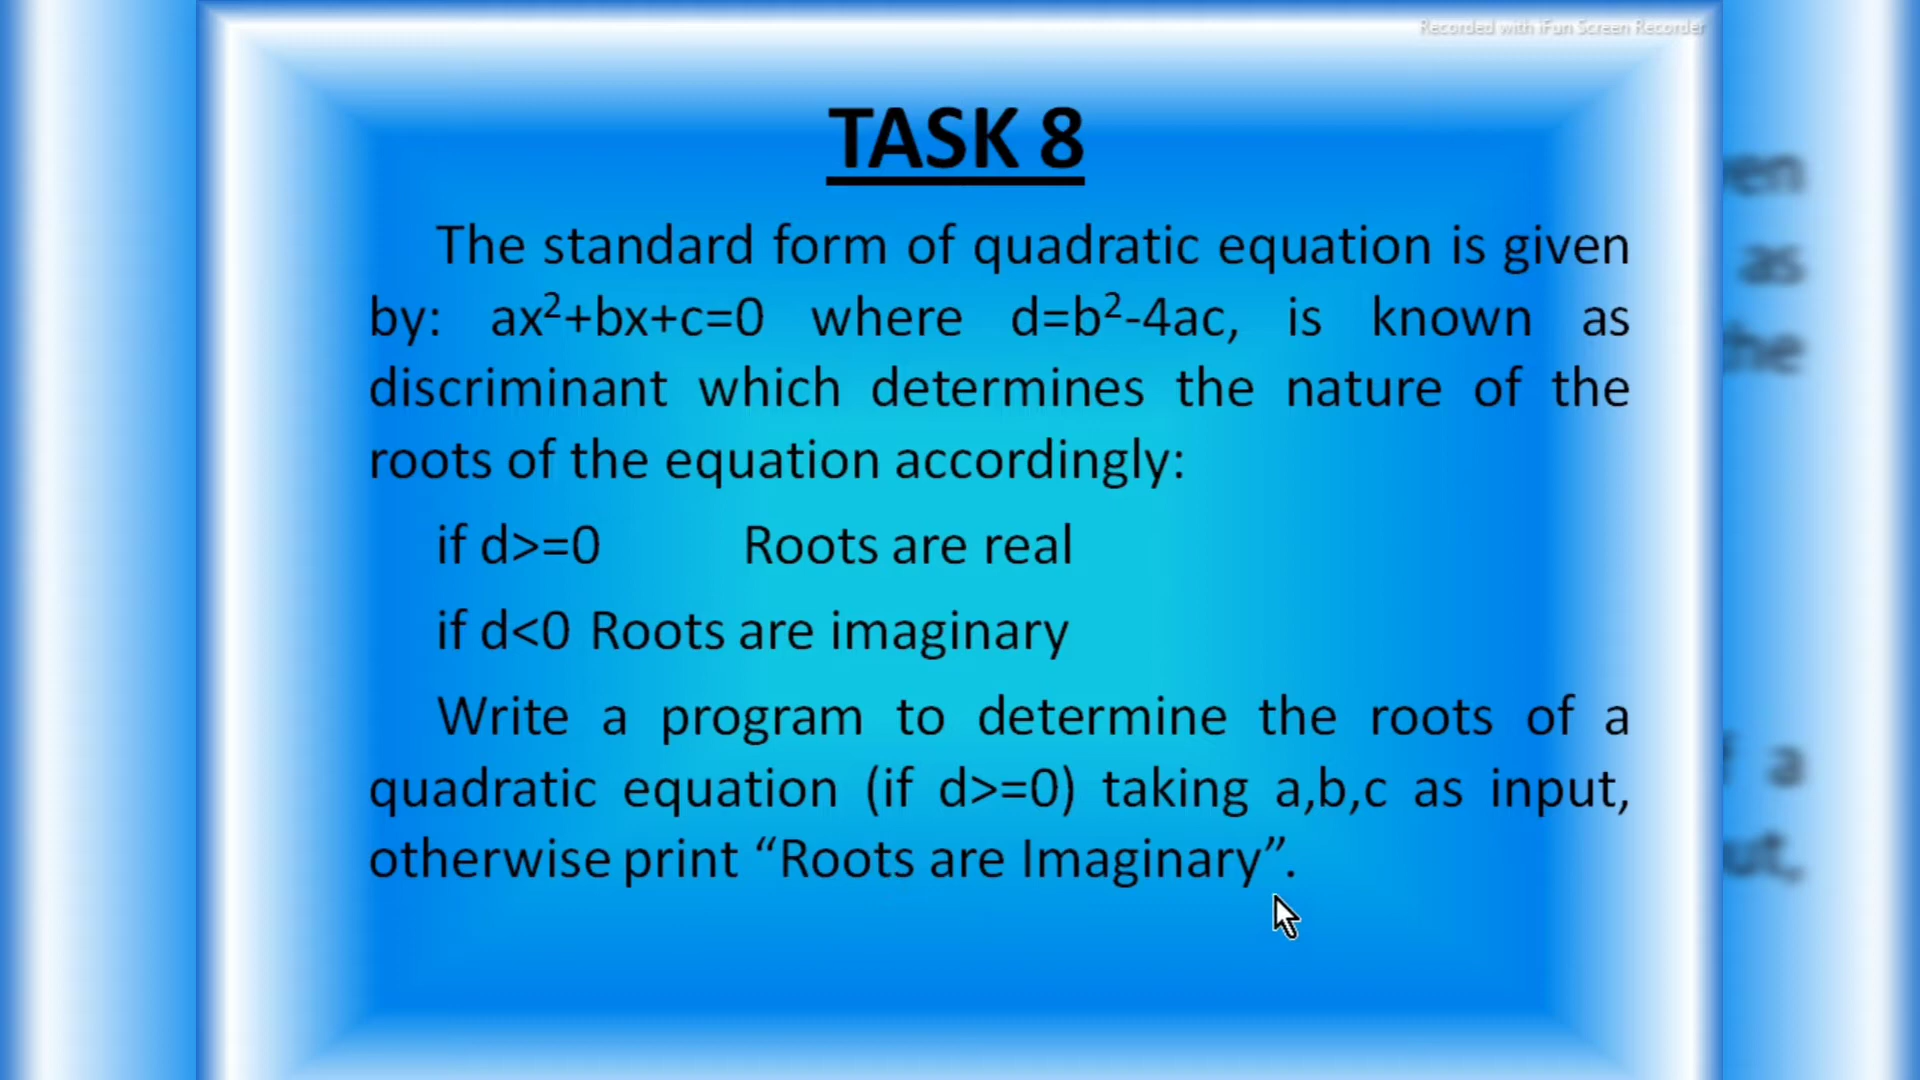 Recorded with iFun Screen Recorder
TASK 8
The standard form of quadratic equation is given
by: ax²+bx+c=0 where d=b²-4ac, is known as
discriminant which determines the nature of the
roots of the equation accordingly:
if d>=0 Roots are real
if d<0 Roots are imaginary
Write a program to determine the roots of a
quadratic equation (if d>=0) taking a,b,c as input,
otherwise print “Roots are Imaginary”.
as
a